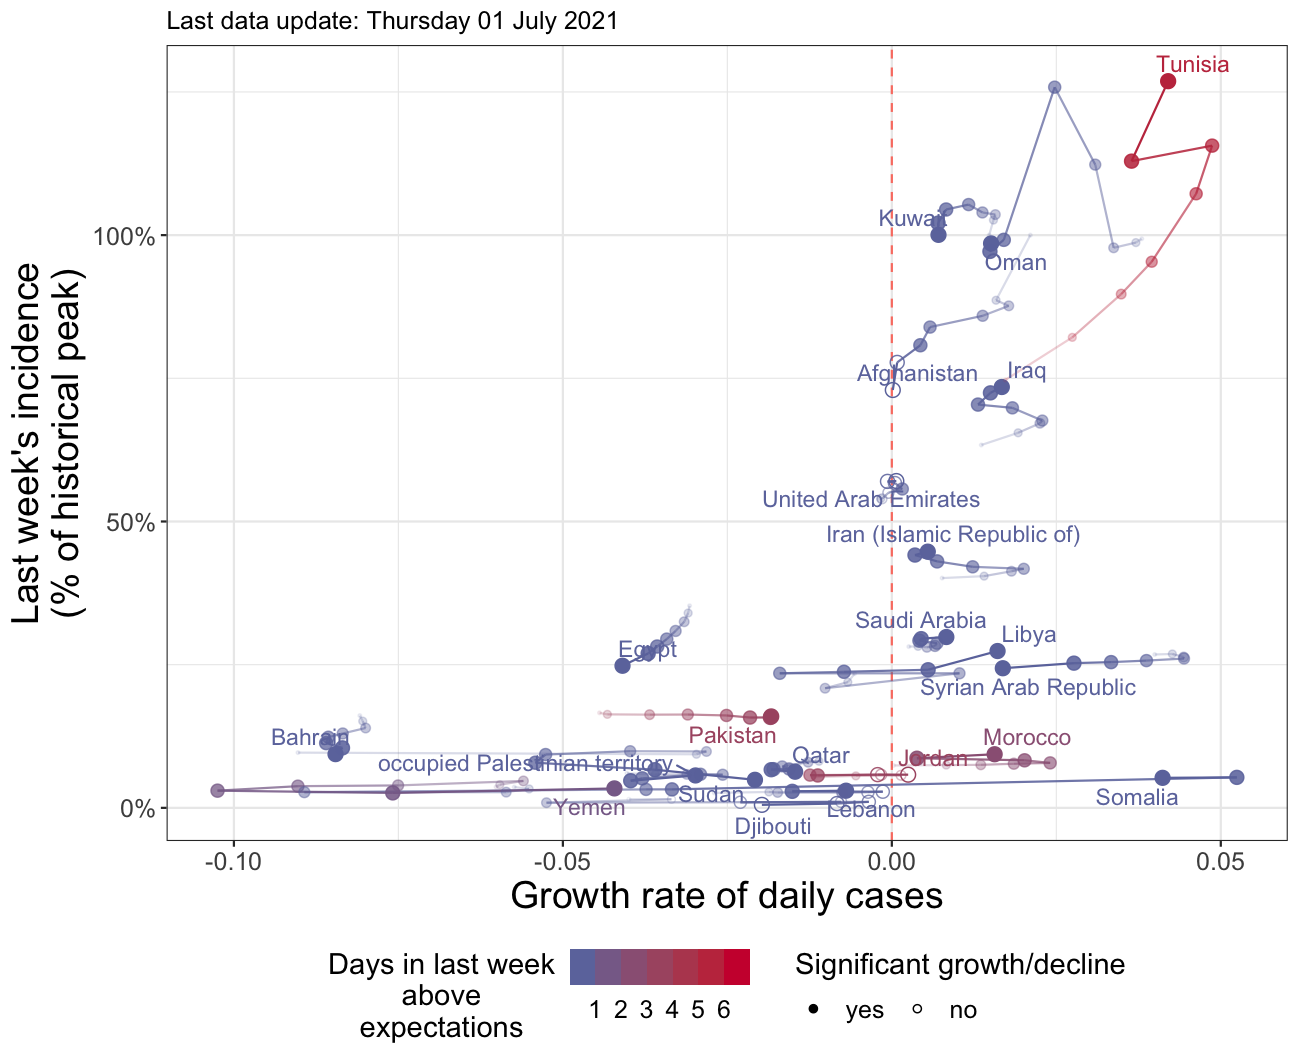 Last data update: Thursday 01 July 2021
Last week's incidence
(% of historical peak)
100%
50%
0%
Tunisia
Kuwait
Oman
Iraq
Afghanistan
United Arab Emirates
Iran (Islamic Republic of)
Saudi Arabia
Libya
Egypt
Syrian Arab Republic
Pakistan
Bahrain
Morocco
Jordan
Qatar
occupied Palestinian territory
Sudan
Somalia
Yemen
Lebanon
Djibouti
-0.10
-0.05
0.00
0.05
Growth rate of daily cases
Days in last week
above
expectations
1 2 3 4 5 6
Significant growth/decline
yes
no